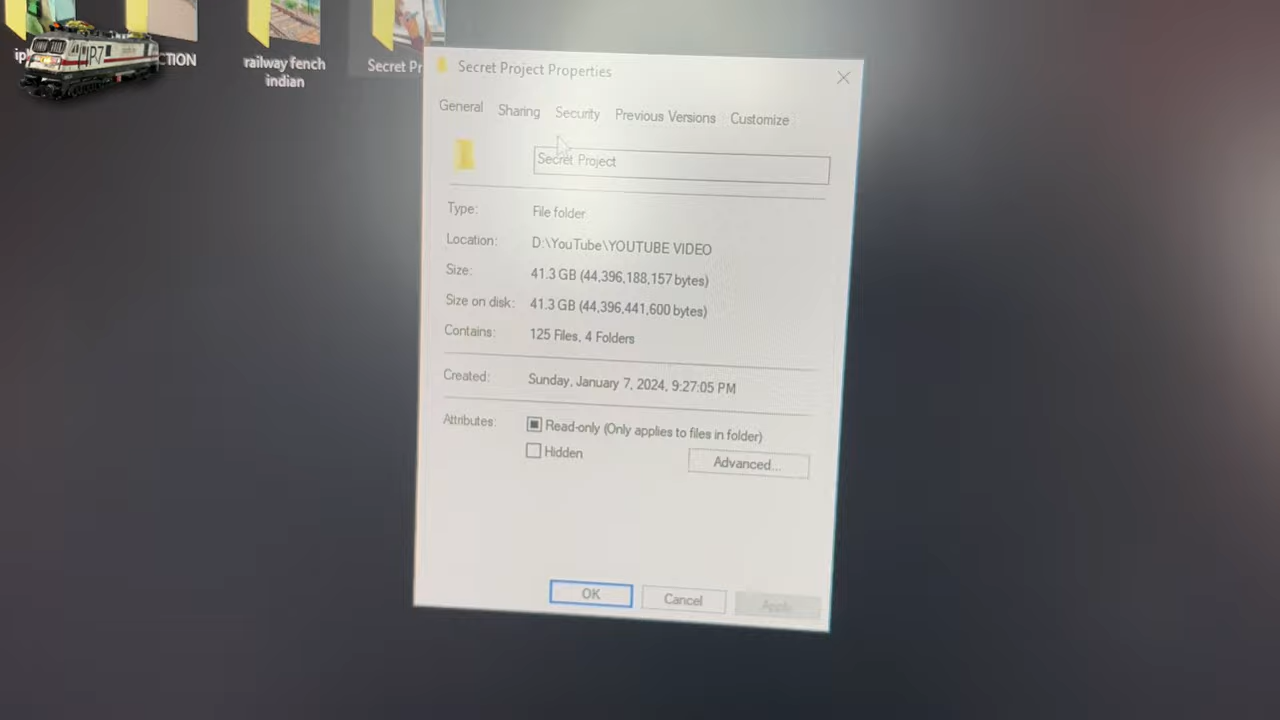 railway fench
indian
Secret Pr
Secret Project Properties
General Sharing Security Previous Versions Customize
Secret Project
Type: File folder
Location: D:\YouTube\YOUTUBE VIDEO
Size: 41.3 GB (44,396,188,157 bytes)
Size on disk: 41.3 GB (44,396,441,600 bytes)
Contains: 125 Files, 4 Folders
Created: Sunday, January 7, 2024, 9:27:05 PM
Attributes: Read-only (Only applies to files in folder)
Hidden
Advanced...
OK Cancel Apply